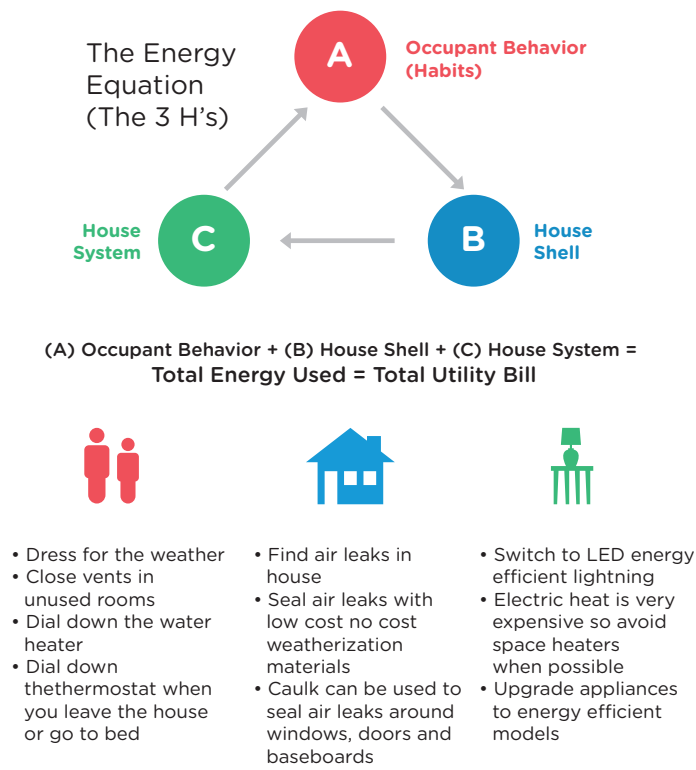 The Energy
Equation
(The 3 H's)
A
Occupant Behavior
(Habits)
House
System
C
B
House
Shell
(A) Occupant Behavior + (B) House Shell + (C) House System =
Total Energy Used = Total Utility Bill
• Dress for the weather
• Close vents in
unused rooms
• Dial down the water
heater
• Dial down
thethermostat when
you leave the house
or go to bed
• Find air leaks in
house
• Seal air leaks with
low cost no cost
weatherization
materials
• Caulk can be used to
seal air leaks around
windows, doors and
baseboards
• Switch to LED energy
efficient lightning
• Electric heat is very
expensive so avoid
space heaters
when possible
• Upgrade appliances
to energy efficient
models